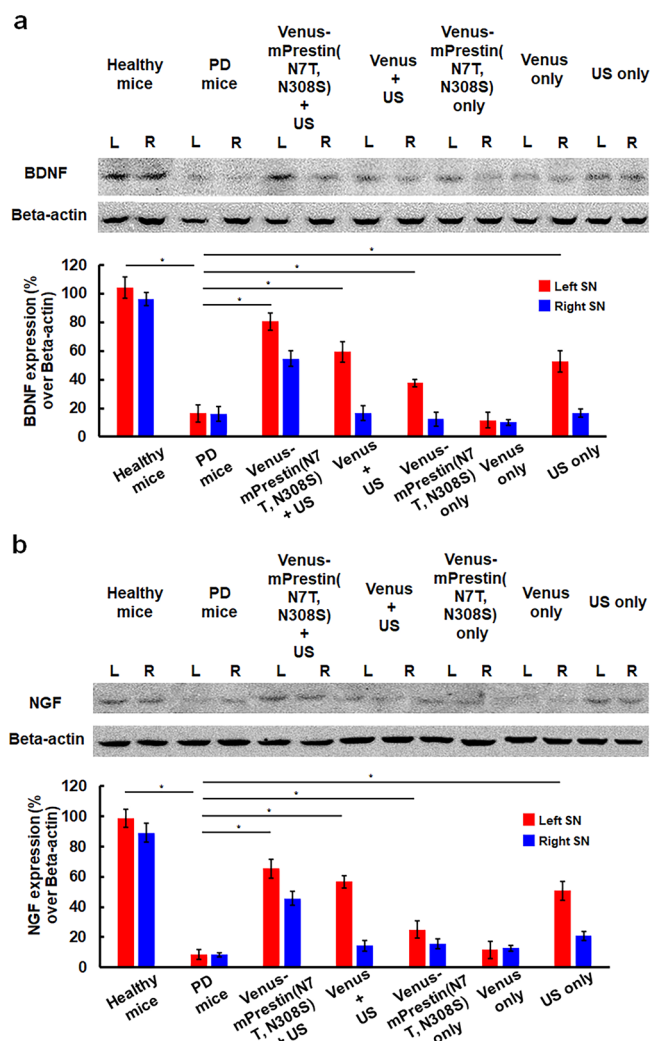 a
Healthy
mice
PD
mice
Venus-
mPrestin(
N7T,
N308S)
+
US
Venus
+
US
Venus-
mPrestin(
N7T,
N308S)
only
Venus
only
US only
L R L R L R L R L R L R L R
BDNF
Beta-actin
BDNF expression (%
over Beta-actin)
120
100
80
60
40
20
0
*
*
*
*
*
Left SN
Right SN
Healthy
mice
PD
mice
Venus-
mPrestin(N7
T, N308S)
+ US
Venus
+
US
Venus-
mPrestin(N7
T, N308S)
only
Venus
only
US only
b
Healthy
mice
PD
mice
Venus-
mPrestin(
N7T,
N308S)
+
US
Venus
+
US
Venus-
mPrestin(
N7T,
N308S)
only
Venus
only
US only
L R L R L R L R L R L R L R
NGF
Beta-actin
NGF expression (%
over Beta-actin)
120
100
80
60
40
20
0
*
*
*
*
*
Left SN
Right SN
Healthy
mice
PD
mice
Venus-
mPrestin(N7
T, N308S)
+ US
Venus
+
US
Venus-
mPrestin(N7
T, N308S)
only
Venus
only
US only